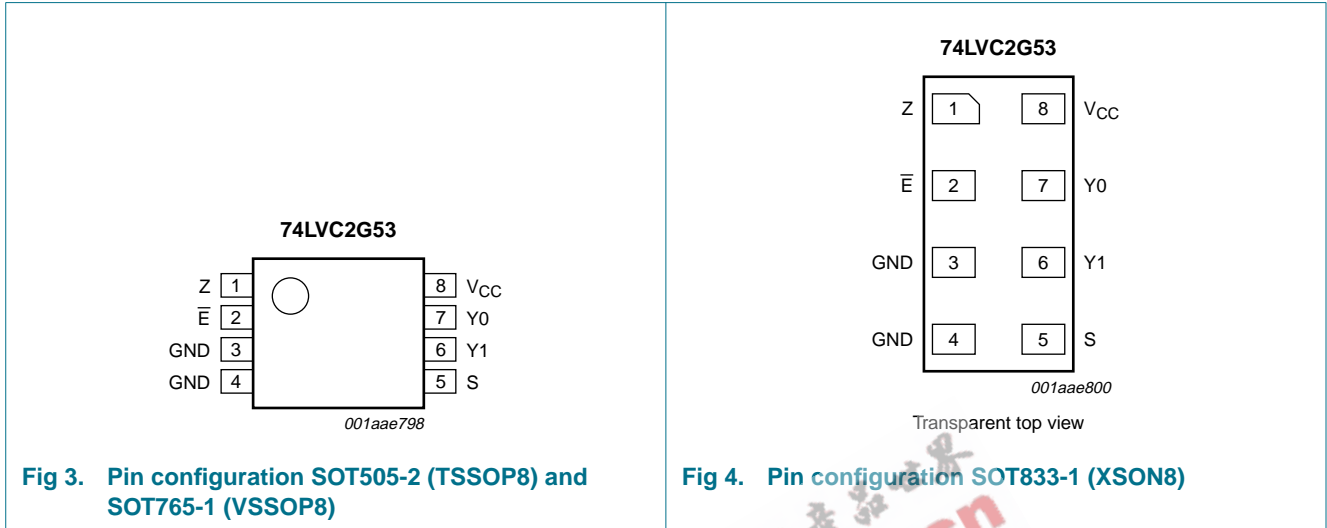 74LVC2G53
Z 1 8 VCC
E̅ 2 7 Y0
GND 3 6 Y1
GND 4 5 S
001aae798
Fig 3. Pin configuration SOT505-2 (TSSOP8) and
SOT765-1 (VSSOP8)
74LVC2G53
Z 1 8 VCC
E̅ 2 7 Y0
GND 3 6 Y1
GND 4 5 S
001aae800
Transparent top view
Fig 4. Pin configuration SOT833-1 (XSON8)